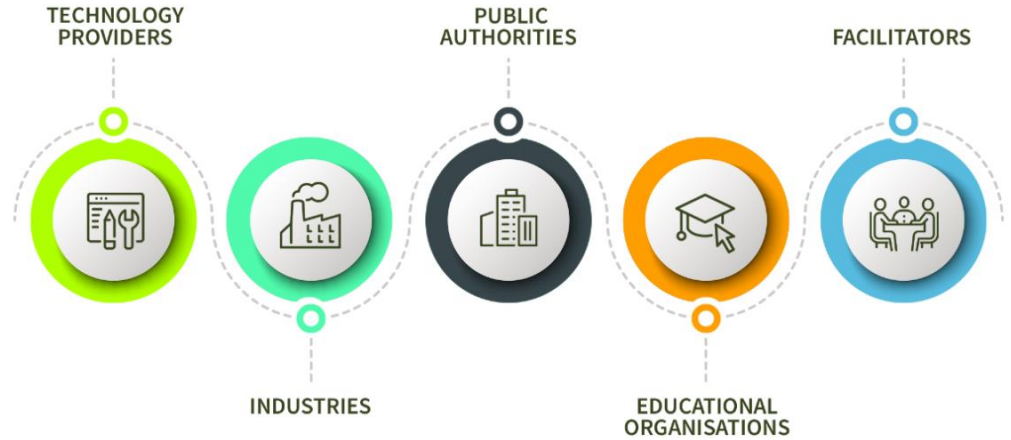 TECHNOLOGY
PROVIDERS
INDUSTRIES
PUBLIC
AUTHORITIES
EDUCATIONAL
ORGANISATIONS
FACILITATORS